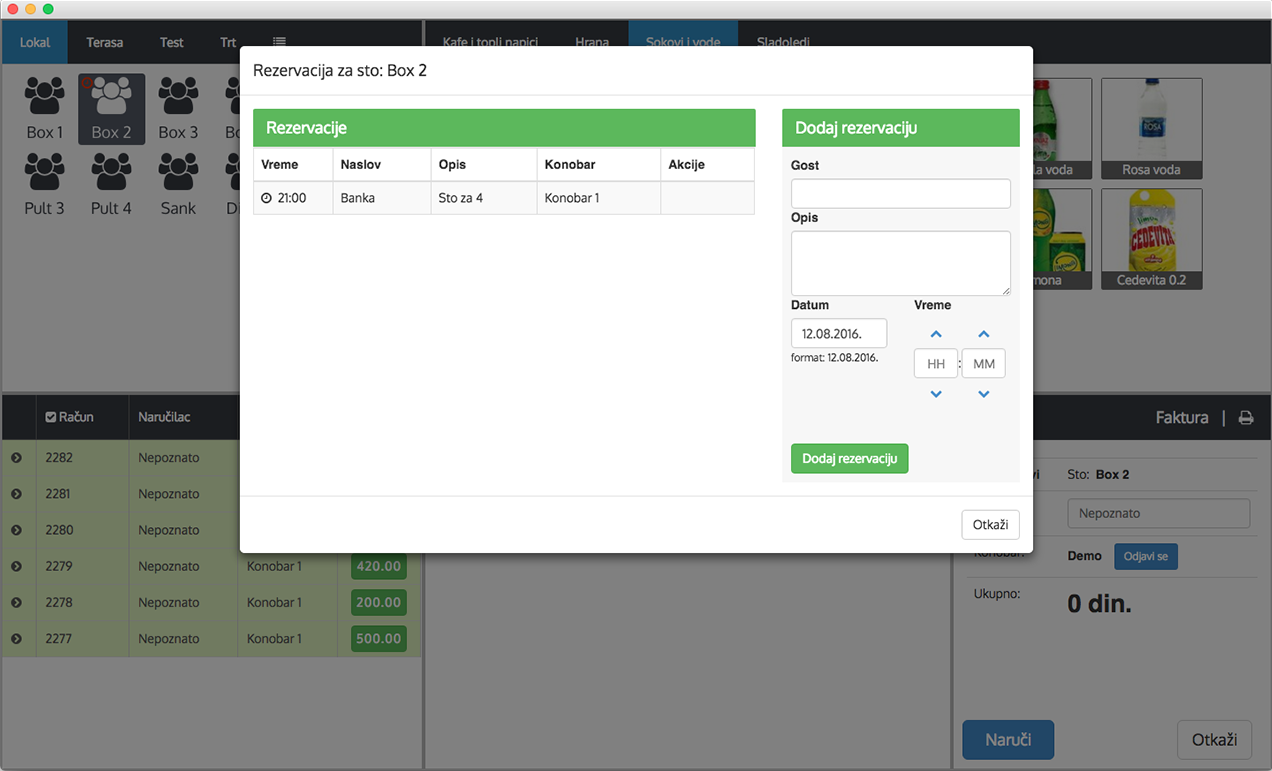 Lokal Terasa Test Trt
Kafe i topli napici Hrana Sokovi i vode Sladoledi
Box 1 Box 2 Box 3
Pult 3 Pult 4 Sank
la voda Rosa voda
ROSA
CEDEVITA
Cedevita 0.2
Rezervacija za sto: Box 2
Rezervacije
Vreme Naslov Opis Konobar Akcije
21:00 Banka Sto za 4 Konobar 1
Dodaj rezervaciju
Gost
Opis
Datum Vreme
12.08.2016. HH : MM
format: 12.08.2016.
Dodaj rezervaciju
Otkaži
Račun Naručilac
2282 Nepoznato
2281 Nepoznato
2280 Nepoznato
2279 Nepoznato Konobar 1 420.00
2278 Nepoznato Konobar 1 200.00
2277 Nepoznato Konobar 1 500.00
Faktura |
Sto: Box 2
Nepoznato
Konobar: Demo Odjavi se
Ukupno: 0 din.
Naruči Otkaži